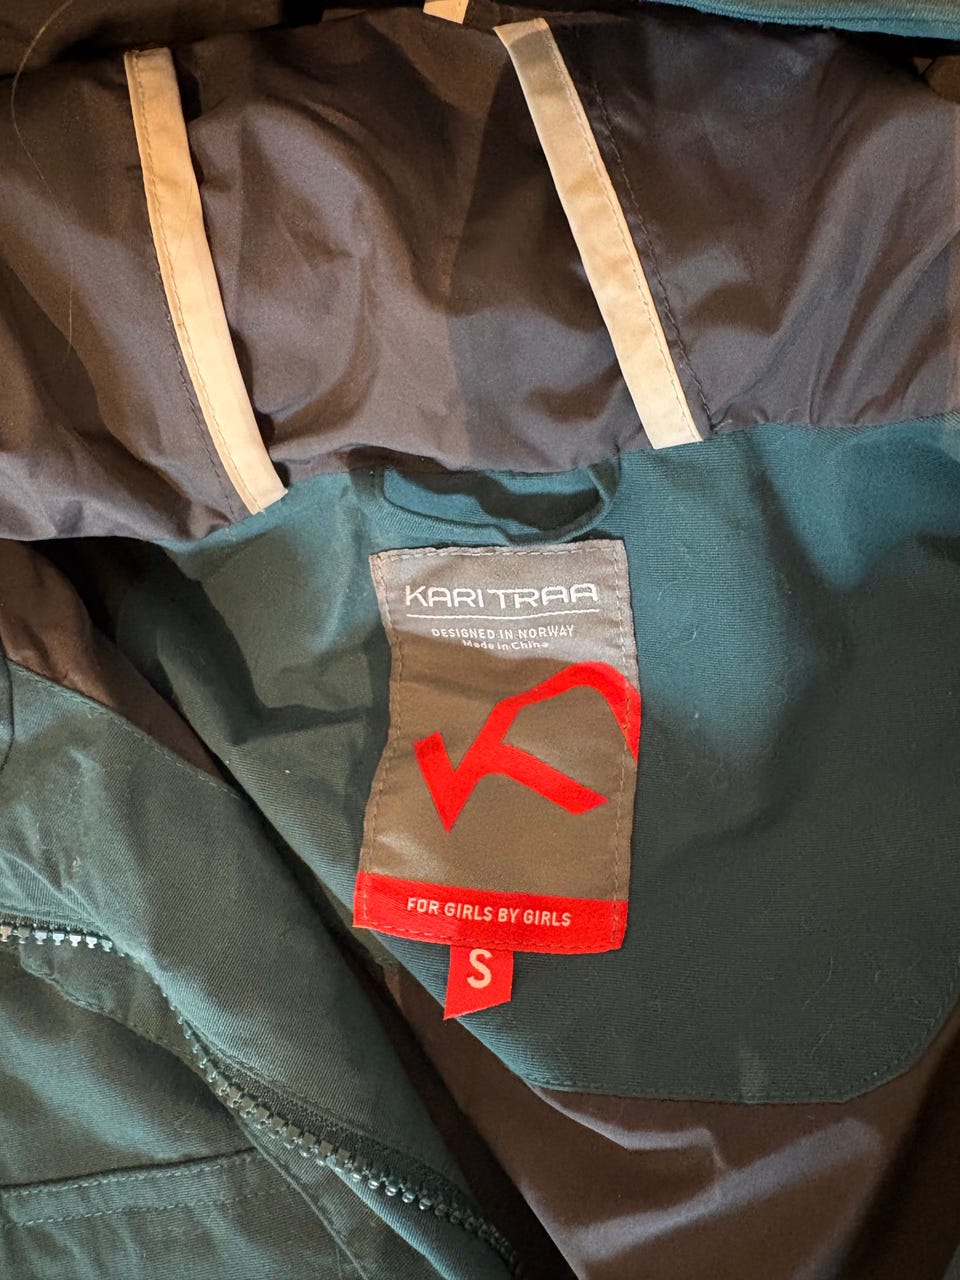 KARI TRAA
DESIGNED IN NORWAY
Made in China
FOR GIRLS BY GIRLS
S